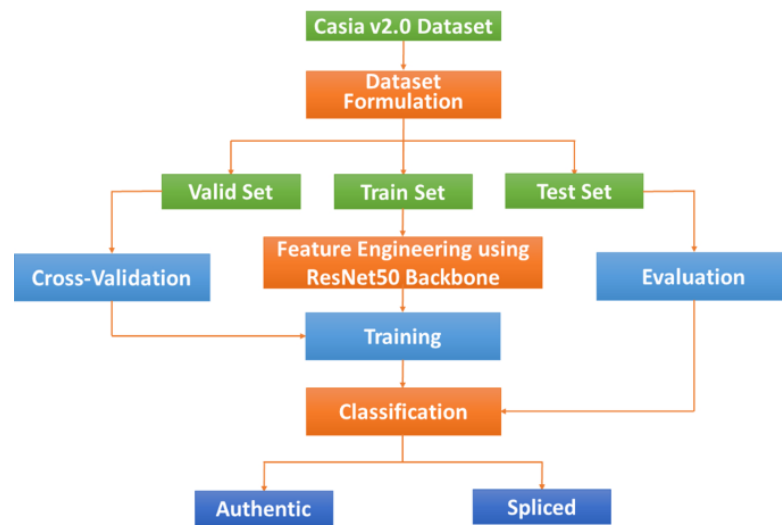 Casia v2.0 Dataset
Dataset
Formulation
Valid Set
Train Set
Test Set
Cross-Validation
Feature Engineering using
ResNet50 Backbone
Evaluation
Training
Classification
Authentic
Spliced